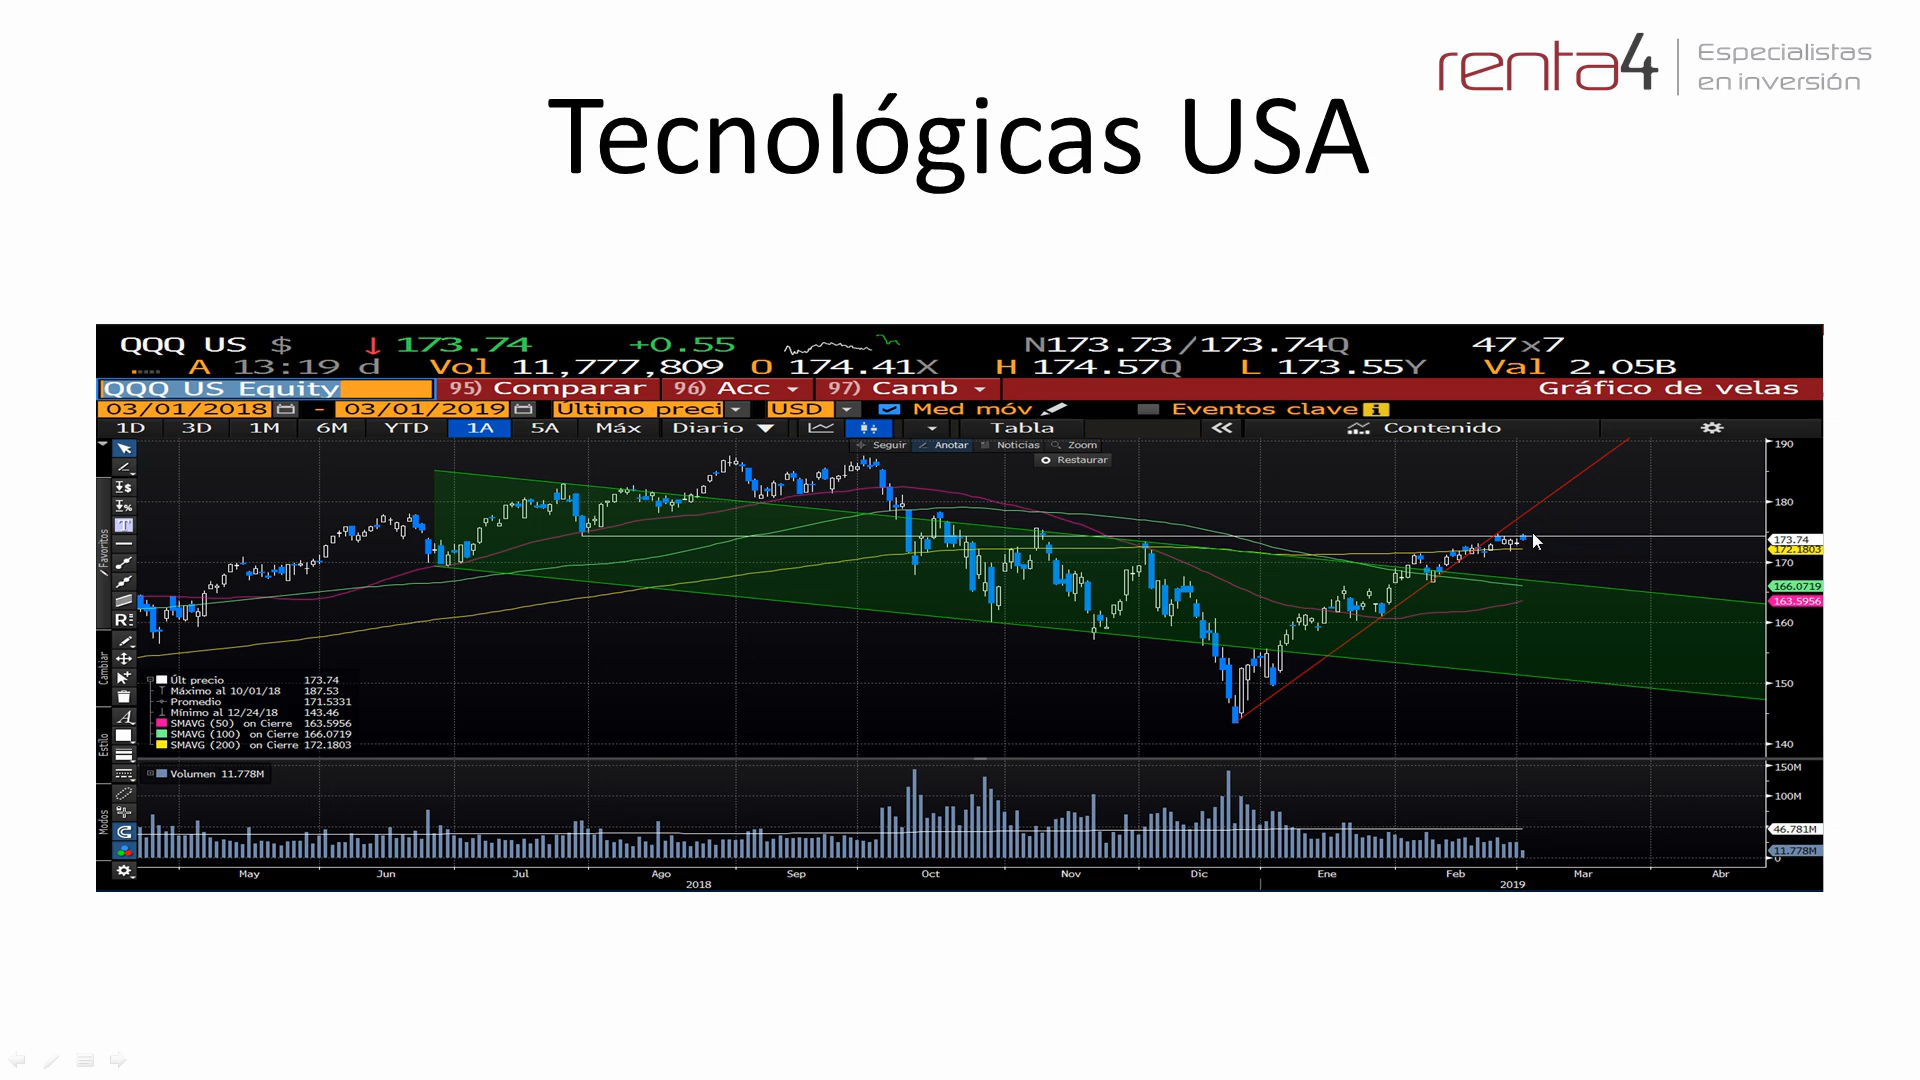 renta4 Especialistas
en inversión
Tecnológicas USA
QQQ US $ ↓ 173.74 +0.55 N173.73/173.74Q 47x7
A 13:19 d Vol 11,777,809 O 174.41X H 174.57Q L 173.55Y Val 2.05B
QQQ US Equity 95) Comparar 96) Acc 97) Camb Gráfico de velas
03/01/2018 - 03/01/2019 Último preci USD Med móv Eventos clave
1D 3D 1M 6M YTD 1A 5A Máx Diario Tabla « Contenido
Seguir Anotar Noticias Zoom
Restaurar
190
180
173.74
172.1803
170
166.0719
163.5956
160
150
140
Favoritos
Cambiar
Estilo
Modos
Últ precio 173.74
Máximo al 10/01/18 187.53
Promedio 171.5331
Mínimo al 12/24/18 143.46
SMAVG (50) on Cierre 163.5956
SMAVG (100) on Cierre 166.0719
SMAVG (200) on Cierre 172.1803
Volumen 11.778M
150M
100M
46.781M
11.778M
0
May Jun Jul Ago Sep Oct Nov Dic Ene Feb Mar Abr
2018 2019